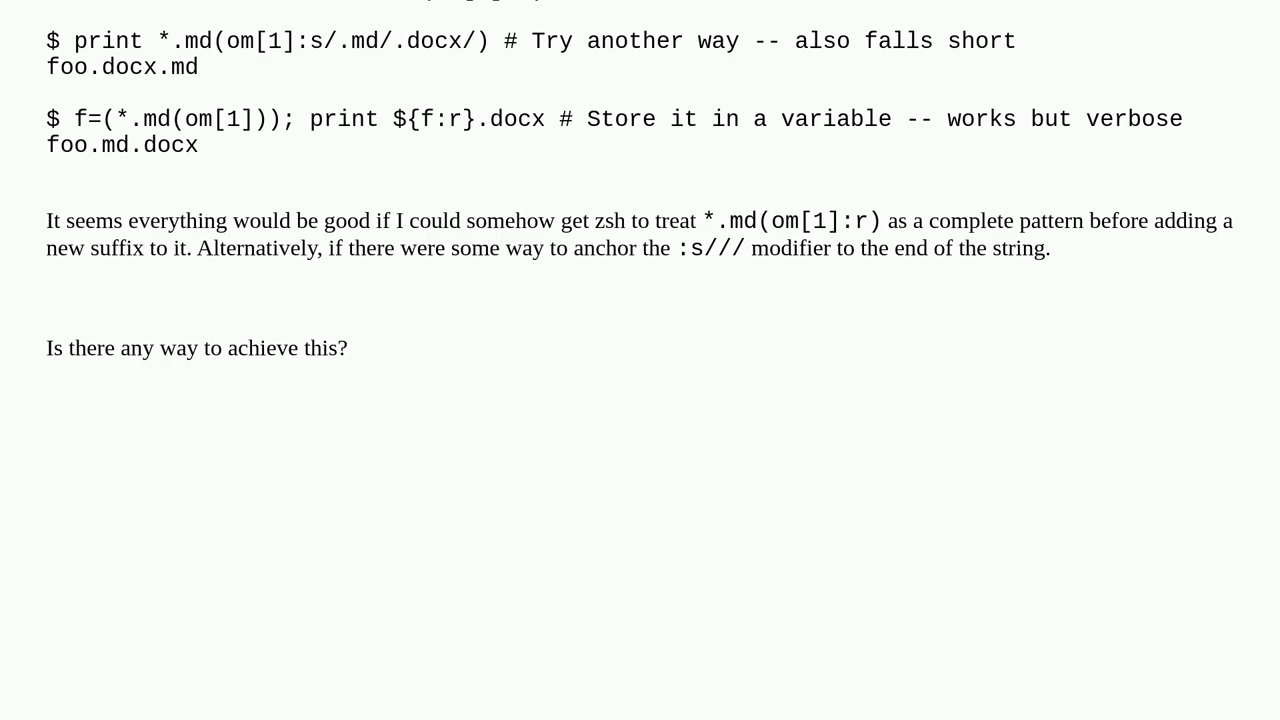 $ print *.md(om[1]:s/.md/.docx/) # Try another way -- also falls short
foo.docx.md
$ f=(*.md(om[1])); print ${f:r}.docx # Store it in a variable -- works but verbose
foo.md.docx
It seems everything would be good if I could somehow get zsh to treat *.md(om[1]:r) as a complete pattern before adding a
new suffix to it. Alternatively, if there were some way to anchor the :s/// modifier to the end of the string.
Is there any way to achieve this?